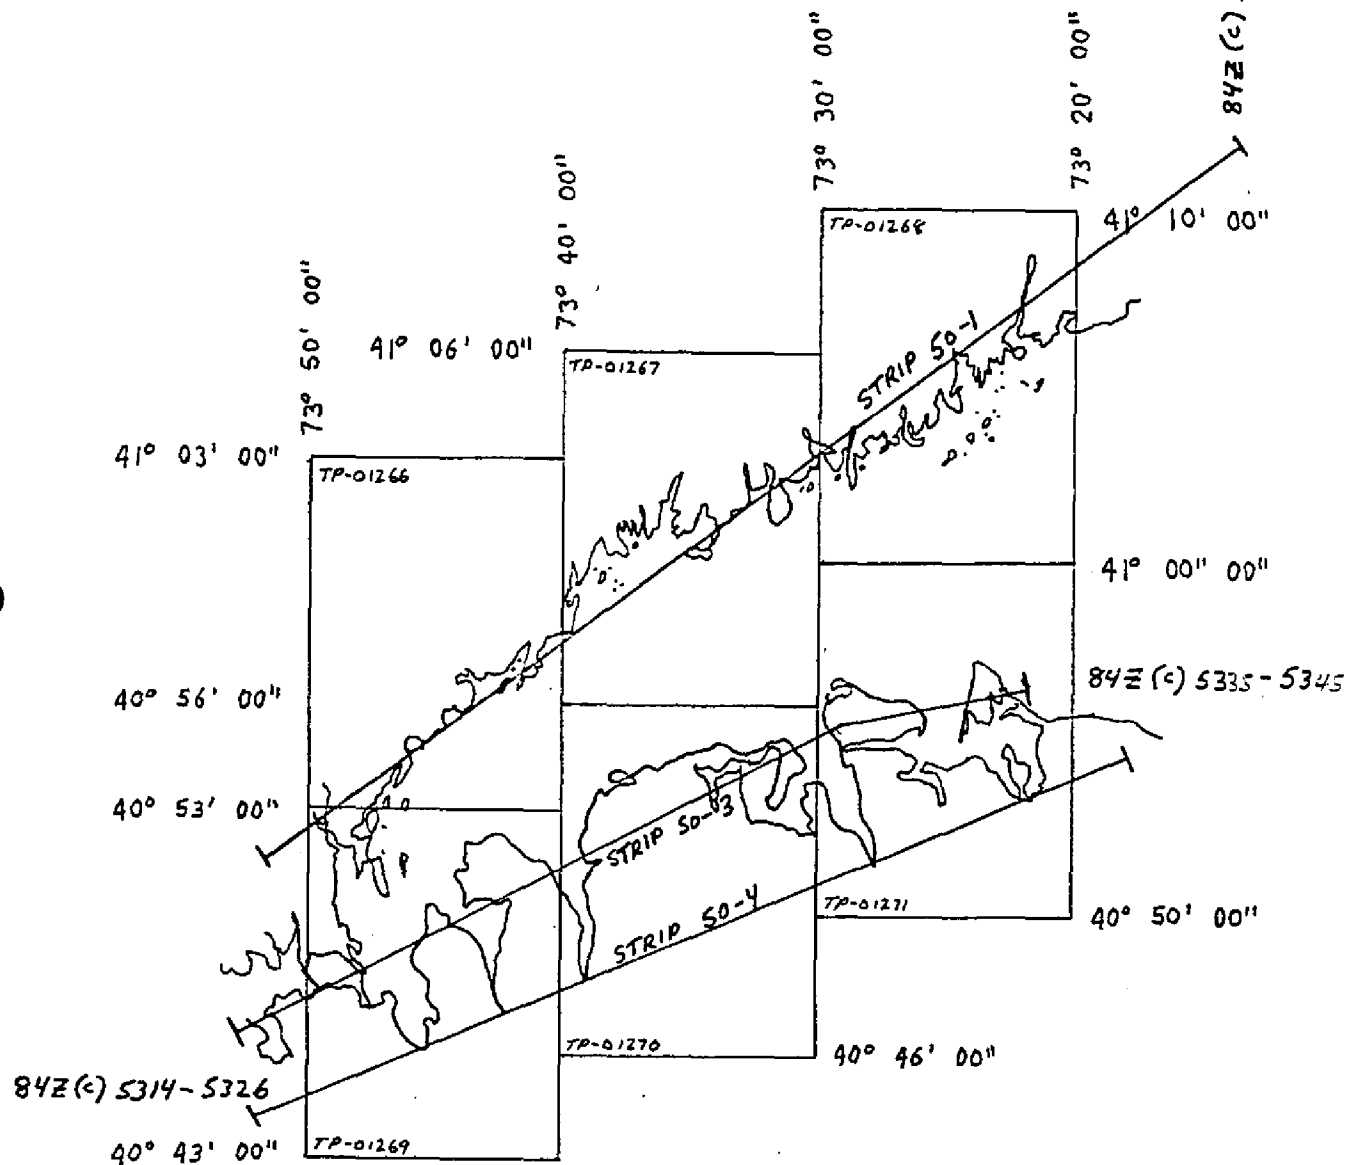 84Z(c)
73° 30' 00"
73° 20' 00"
TP-01268
41° 10' 00"
73° 40' 00"
73° 50' 00"
41° 06' 00"
TP-01267
STRIP 50-1
41° 03' 00"
TP-01266
41° 00" 00"
40° 56' 00"
84Z(c) 5335-5345
40° 53' 00"
STRIP 50-3
STRIP 50-4
TP-01271
40° 50' 00"
TP-01270
40° 46' 00"
84Z(c) 5314-5326
40° 43' 00"
TP-01269